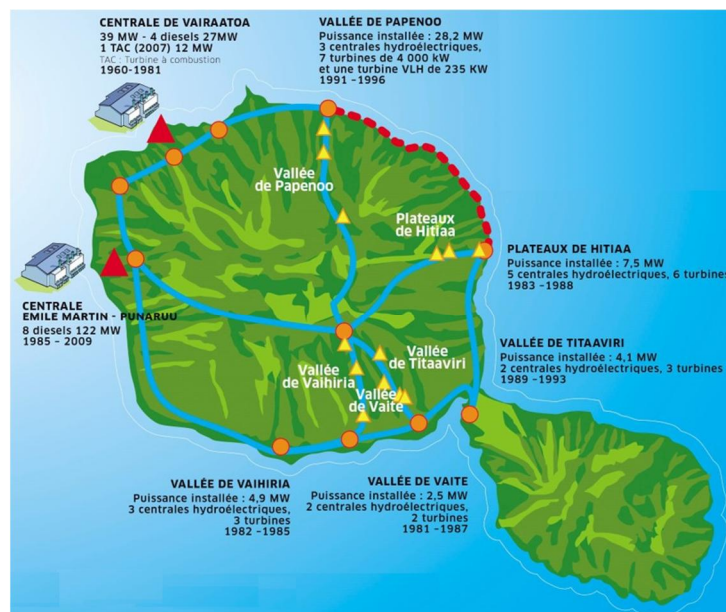 CENTRALE DE VAIRAATOA
39 MW - 4 diesels 27MW
1 TAC (2007) 12 MW
TAC : Turbine à combustion
1960-1981
VALLÉE DE PAPENOO
Puissance installée : 28,2 MW
3 centrales hydroélectriques,
7 turbines de 4 000 kW
et une turbine VLH de 235 KW
1991 –1996
Vallée
de Papenoo
Plateaux
de Hitiaa
PLATEAUX DE HITIAA
Puissance installée : 7,5 MW
5 centrales hydroélectriques, 6 turbines
1983 –1988
CENTRALE
EMILE MARTIN - PUNARUU
8 diesels 122 MW
1985 – 2009
VALLÉE DE TITAAVIRI
Puissance installée : 4,1 MW
2 centrales hydroélectriques, 3 turbines
1989 –1993
Vallée
de Titaaviri
Vallée
de Vaihiria
Vallée
de Vaite
VALLÉE DE VAIHIRIA
Puissance installée : 4,9 MW
3 centrales hydroélectriques,
3 turbines
1982 –1985
VALLÉE DE VAITE
Puissance installée : 2,5 MW
2 centrales hydroélectriques,
2 turbines
1981 –1987